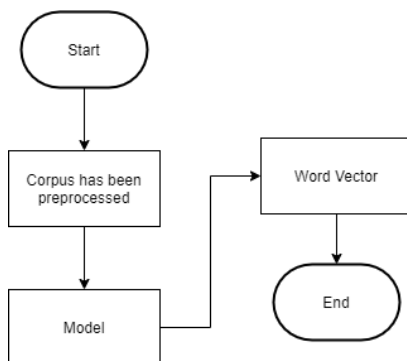 Start
Corpus has been
preprocessed
Model
Word Vector
End